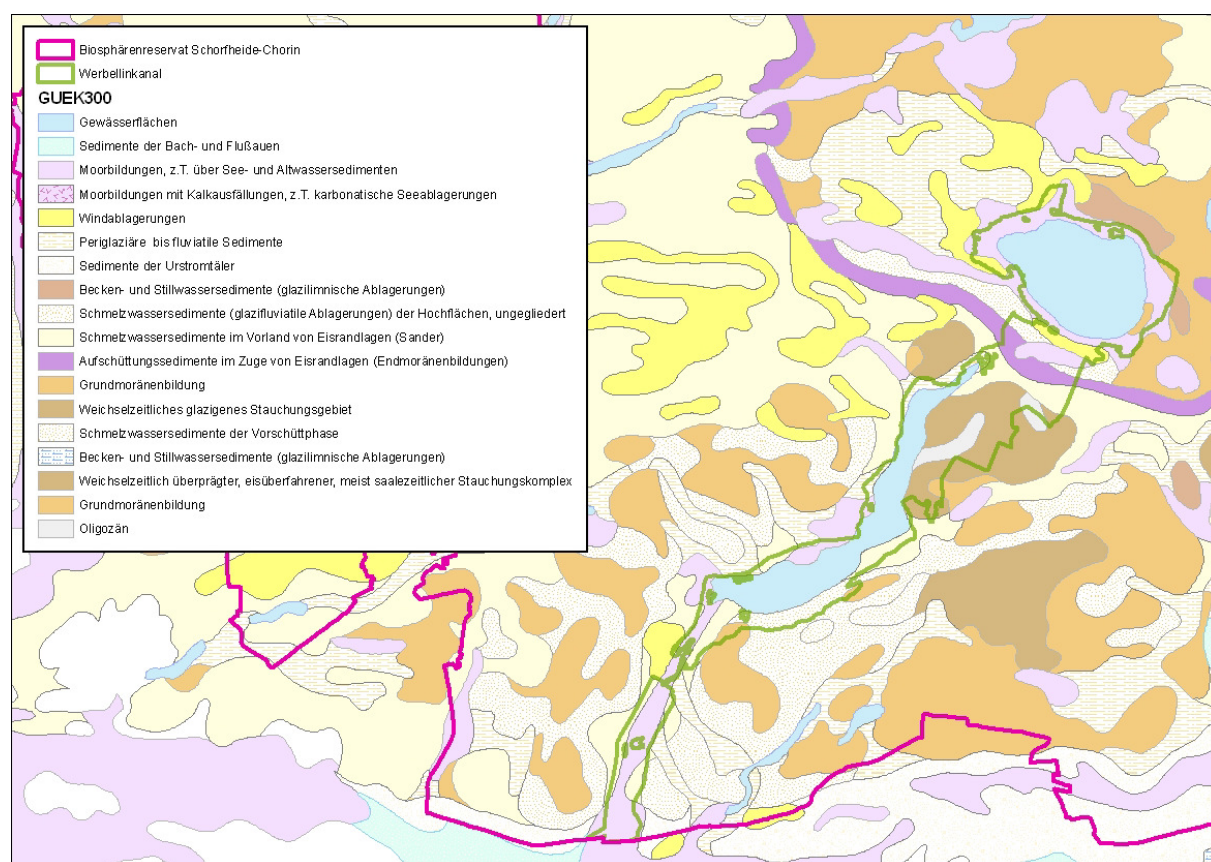 Biosphärenreservat Schorfheide-Chorin
Werbellinkanal
GUEK300
Gewässerflächen
Sedimente der Bach- und Flußauen
Moorbildungen, z.T. über See- und Altwassersedimenten
Moorbildungen mit Kalkausfällungen, z.T. karbonatische Seeablagerungen
Windablagerungen
Periglaziäre bis fluviatile Sedimente
Sedimente der Urstromtäler
Becken- und Stillwassersedimente (glazilimnische Ablagerungen)
Schmelzwassersedimente (glazifluviatile Ablagerungen) der Hochflächen, ungegliedert
Schmelzwassersedimente im Vorland von Eisrandlagen (Sander)
Aufschüttungssedimente im Zuge von Eisrandlagen (Endmoränenbildungen)
Grundmoränenbildung
Weichselzeitliches glazigenes Stauchungsgebiet
Schmelzwassersedimente der Vorschüttphase
Becken- und Stillwassersedimente (glazilimnische Ablagerungen)
Weichselzeitlich überprägter, eisüberfahrener, meist saalezeitlicher Stauchungskomplex
Grundmoränenbildung
Oligozän